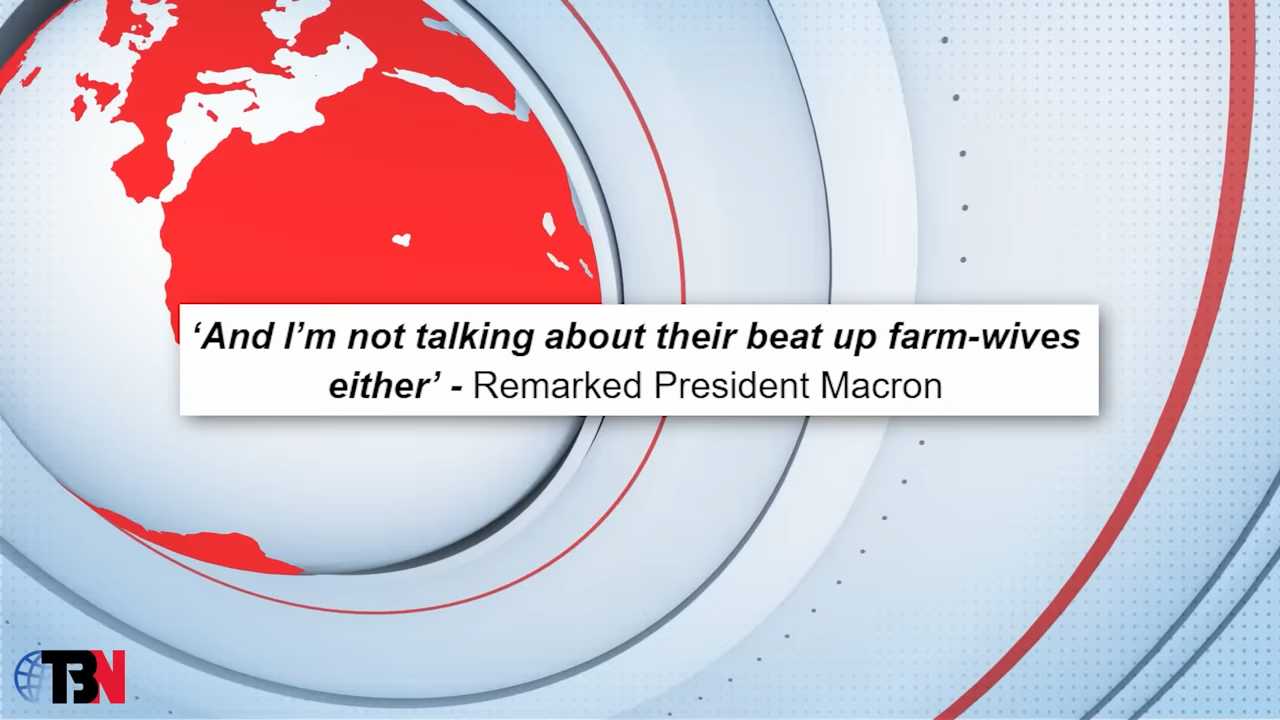 ‘And I’m not talking about their beat up farm-wives
either’ - Remarked President Macron
TBN